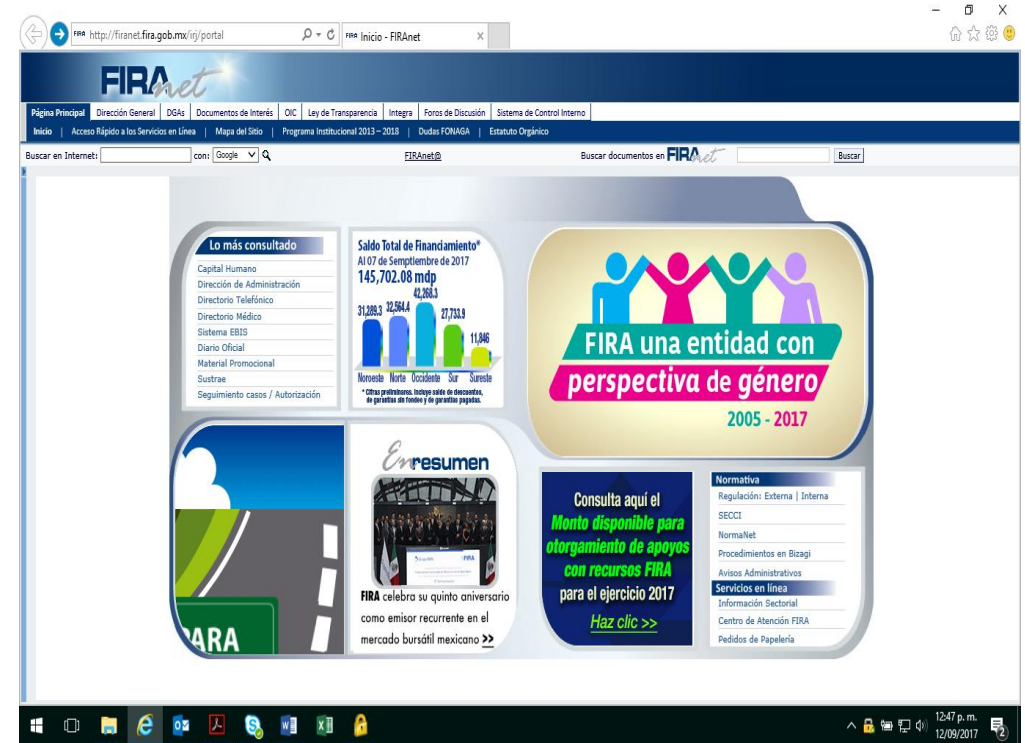 FIRA http://firanet.fira.gob.mx/irj/portal
FIRA Inicio - FIRAnet
FIRAnet
Página Principal Dirección General DGAs Documentos de Interés OIC Ley de Transparencia Integra Foros de Discusión Sistema de Control Interno
Inicio | Acceso Rápido a los Servicios en Línea | Mapa del Sitio | Programa Institucional 2013 – 2018 | Dudas FONAGA | Estatuto Orgánico
Buscar en Internet: con: Google FIRAnet@ Buscar documentos en FIRAnet Buscar
Lo más consultado
Capital Humano
Dirección de Administración
Directorio Telefónico
Directorio Médico
Sistema EBIS
Diario Oficial
Material Promocional
Sustrae
Seguimiento casos / Autorización
Saldo Total de Financiamiento*
Al 07 de Semptiembre de 2017
145,702.08 mdp
31,289.3 32,564.4 42,268.3 27,733.9 11,846
Noroeste Norte Occidente Sur Sureste
* Cifras preliminares. Incluye saldo de descuentos,
de garantías sin fondeo y de garantías pagadas.
FIRA una entidad con
perspectiva de género
2005 - 2017
PARA
En resumen
FIRA
FIRA celebra su quinto aniversario
como emisor recurrente en el
mercado bursátil mexicano >>
Consulta aquí el
Monto disponible para
otorgamiento de apoyos
con recursos FIRA
para el ejercicio 2017
Haz clic >>
Normativa
Regulación: Externa | Interna
SECCI
NormaNet
Procedimientos en Bizagi
Avisos Administrativos
Servicios en línea
Información Sectorial
Centro de Atención FIRA
Pedidos de Papelería
12:47 p. m.
12/09/2017
2